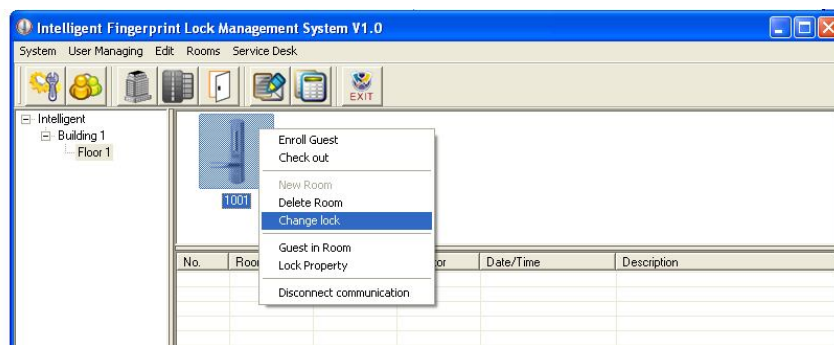 Intelligent Fingerprint Lock Management System V1.0
System User Managing Edit Rooms Service Desk
EXIT
Intelligent
Building 1
Floor 1
1001
Enroll Guest
Check out
New Room
Delete Room
Change lock
Guest in Room
Lock Property
Disconnect communication
No. Roo tor Date/Time Description